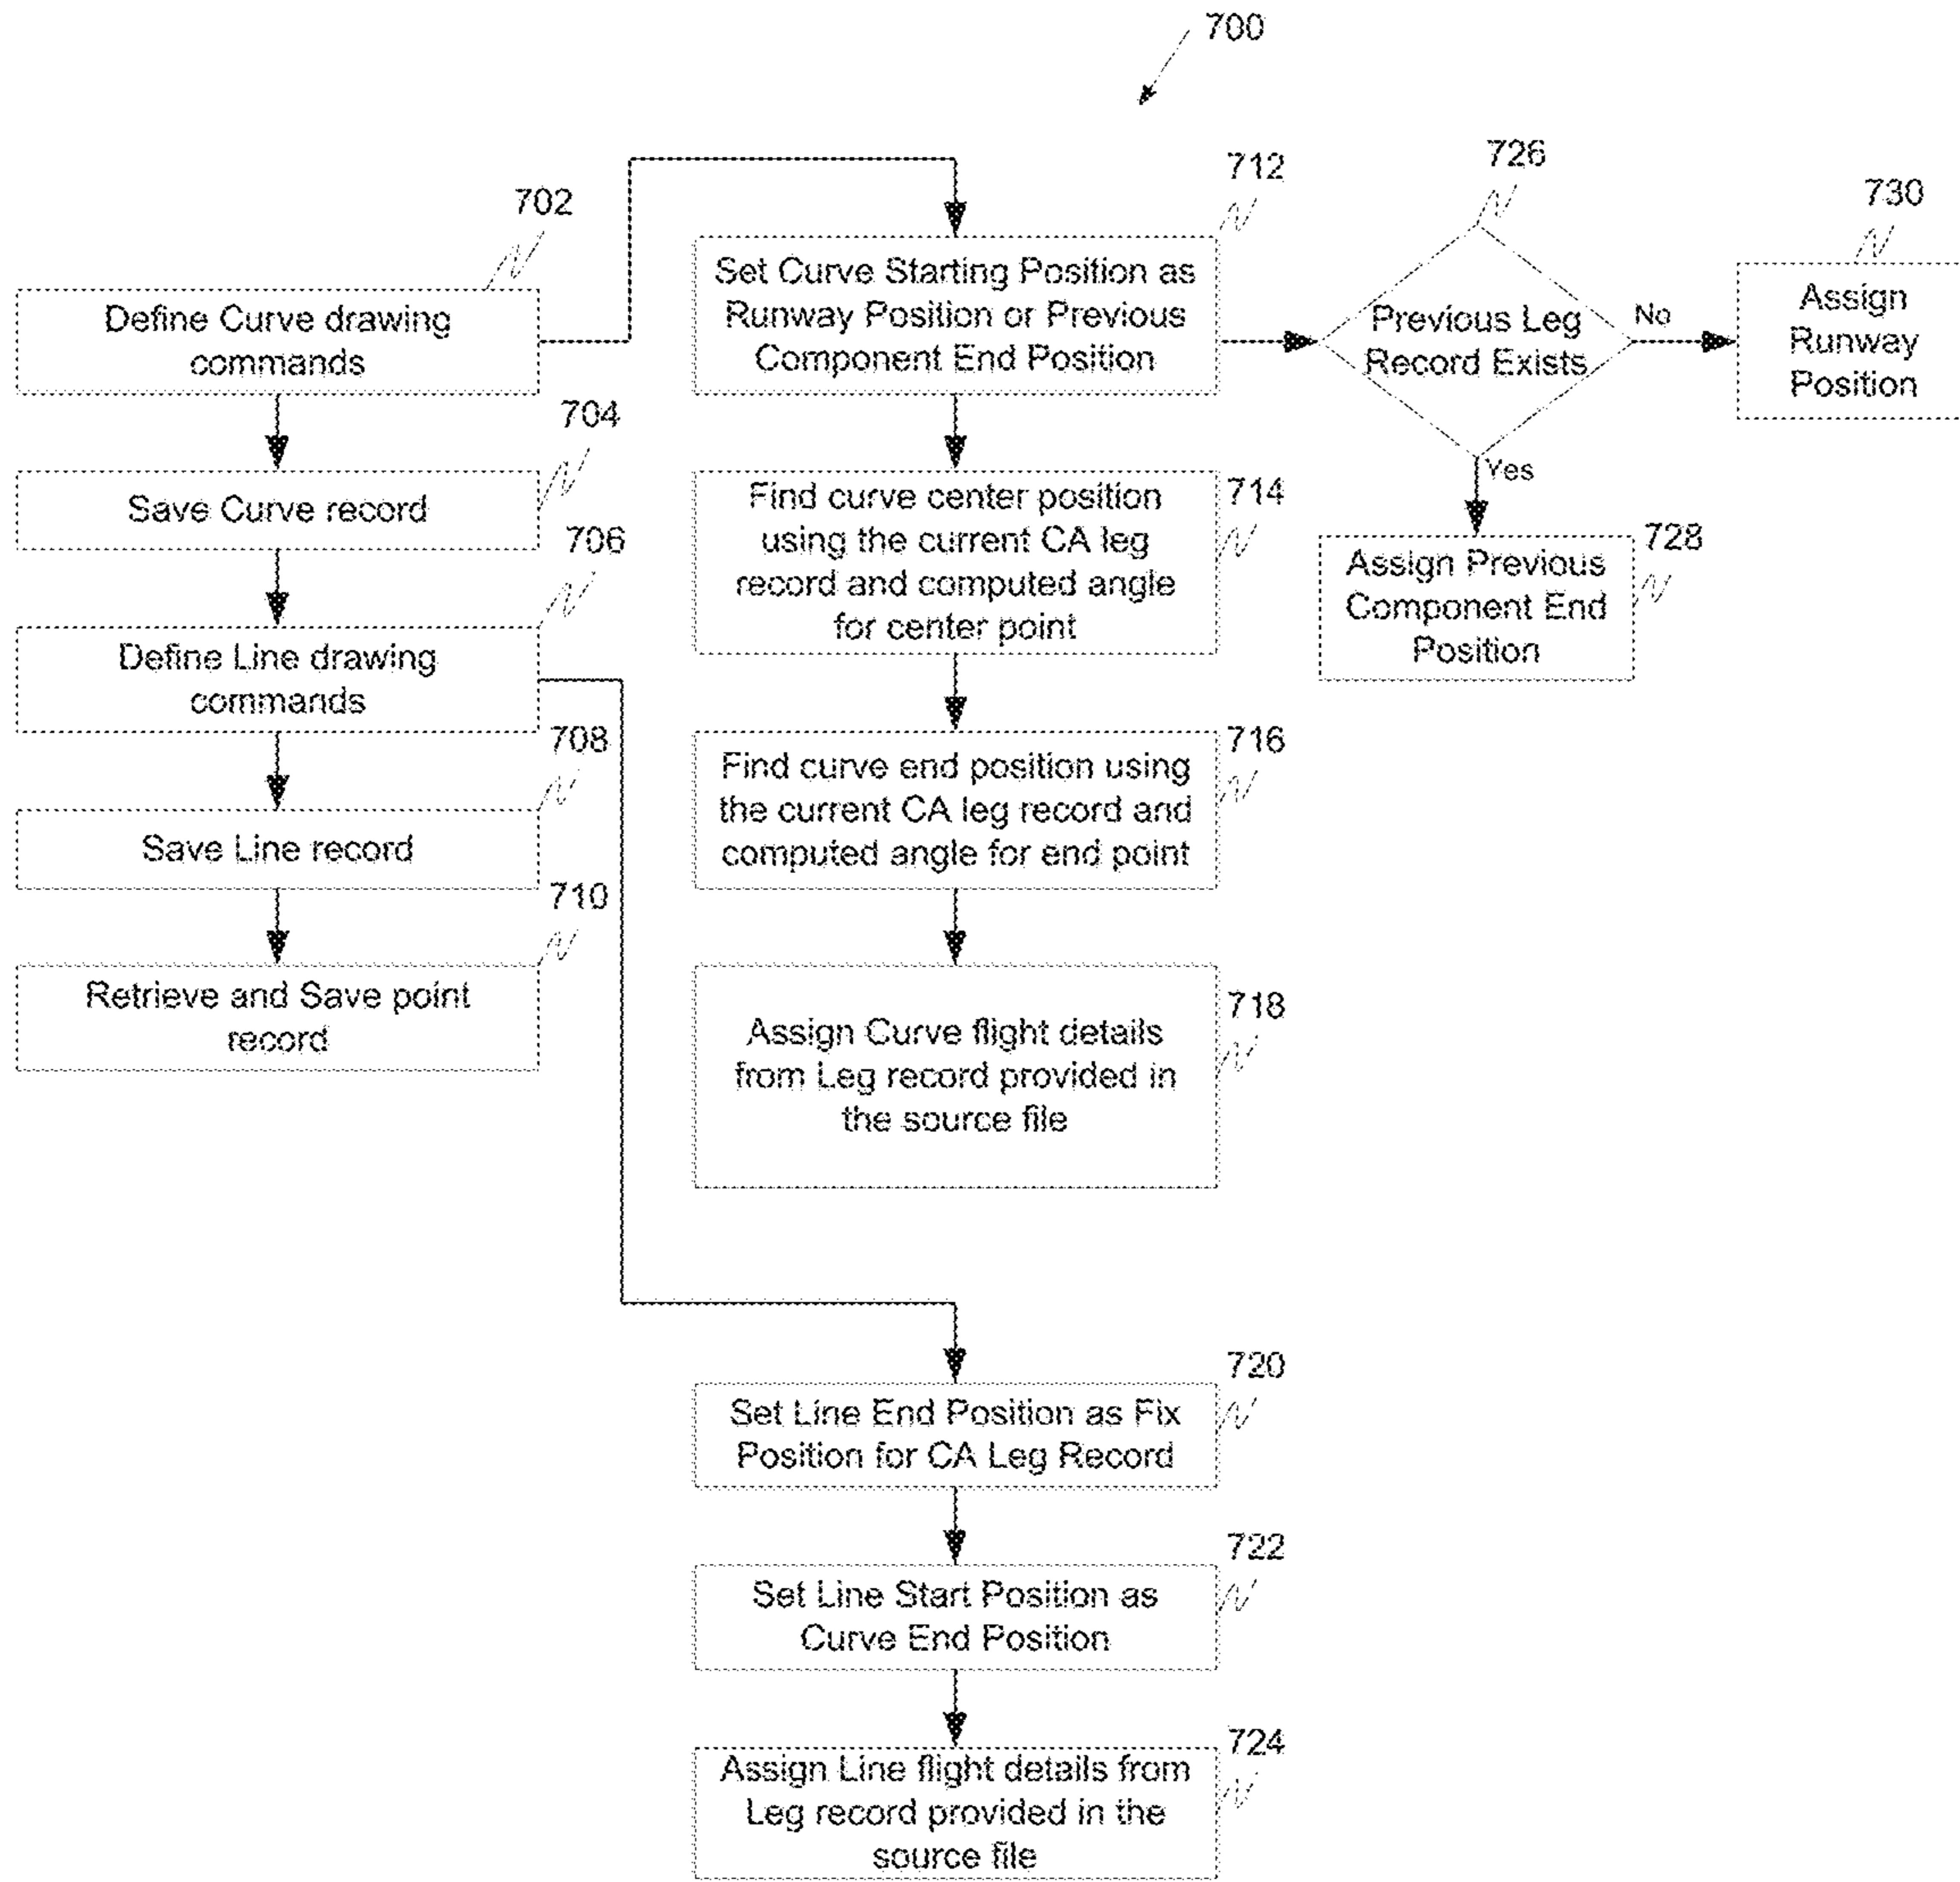 700
702
Define Curve drawing
commands
704
Save Curve record
706
Define Line drawing
commands
708
Save Line record
710
Retrieve and Save point
record
712
Set Curve Starting Position as
Runway Position or Previous
Component End Position
714
Find curve center position
using the current CA leg
record and computed angle
for center point
716
Find curve end position using
the current CA leg record and
computed angle for end point
718
Assign Curve flight details
from Leg record provided in
the source file
720
Set Line End Position as Fix
Position for CA Leg Record
722
Set Line Start Position as
Curve End Position
724
Assign Line flight details from
Leg record provided in the
source file
726
Previous Leg
Record Exists
No
Yes
728
Assign Previous
Component End
Position
730
Assign
Runway
Position